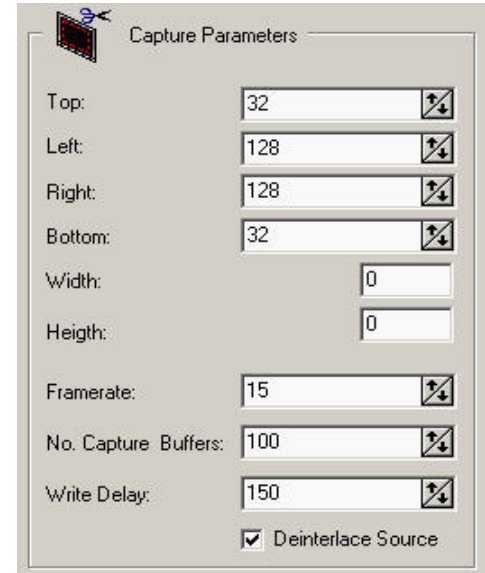 Capture Parameters
Top: 32
Left: 128
Right: 128
Bottom: 32
Width: 0
Heigth: 0
Framerate: 15
No. Capture Buffers: 100
Write Delay: 150
Deinterlace Source